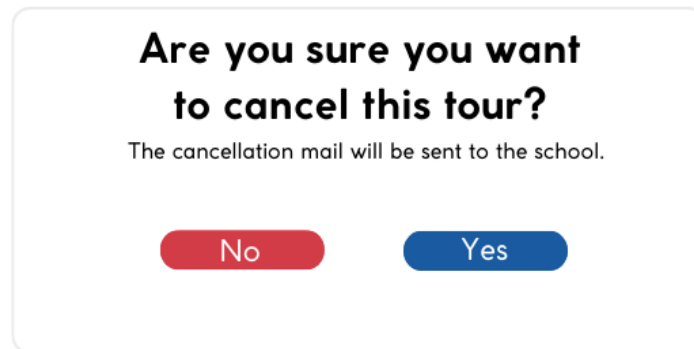 Are you sure you want
to cancel this tour?
The cancellation mail will be sent to the school.
No Yes